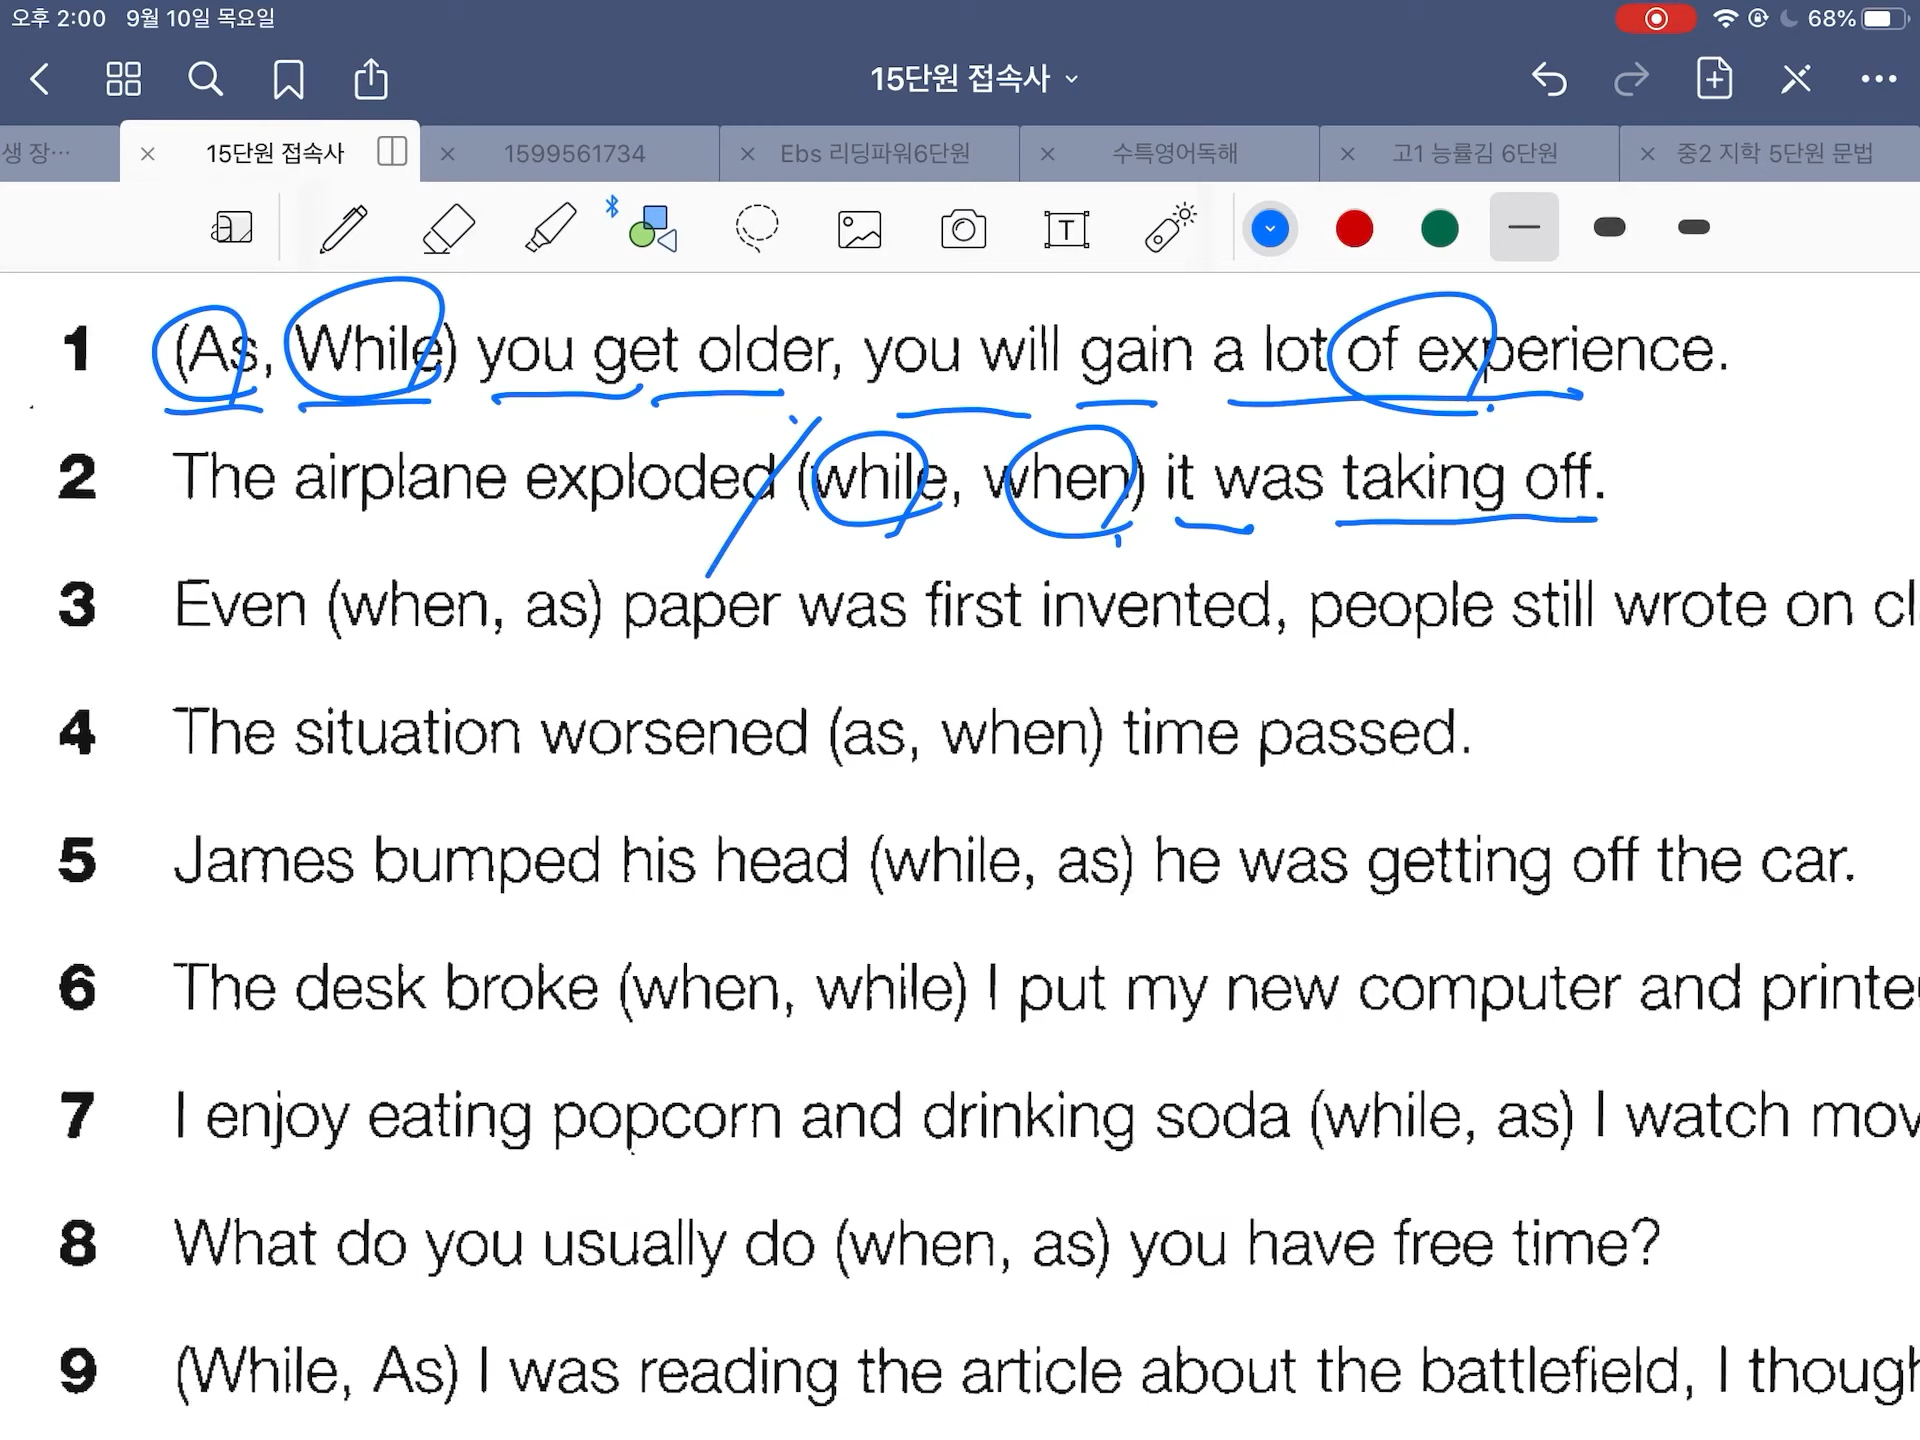 오후 2:00 9월 10일 목요일 68%
15단원 접속사
생 장… 15단원 접속사 1599561734 Ebs 리딩파워6단원 수특영어독해 고1 능률김 6단원 중2 지학 5단원 문법
1 (As, While) you get older, you will gain a lot of experience.
2 The airplane exploded (while, when) it was taking off.
3 Even (when, as) paper was first invented, people still wrote on cl
4 The situation worsened (as, when) time passed.
5 James bumped his head (while, as) he was getting off the car.
6 The desk broke (when, while) I put my new computer and printe
7 I enjoy eating popcorn and drinking soda (while, as) I watch mov
8 What do you usually do (when, as) you have free time?
9 (While, As) I was reading the article about the battlefield, I though